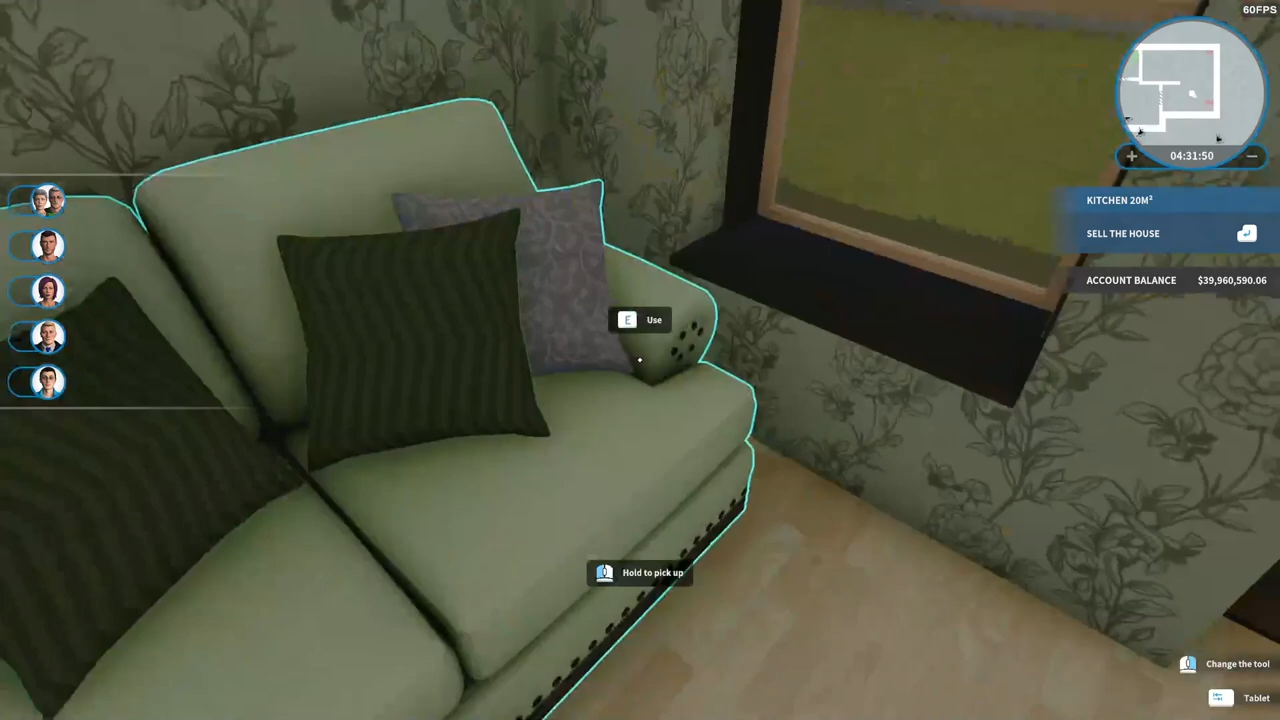 60FPS
04:31:50
KITCHEN 20M²
SELL THE HOUSE
ACCOUNT BALANCE $39,960,590.06
E Use
Hold to pick up
Change the tool
Tablet